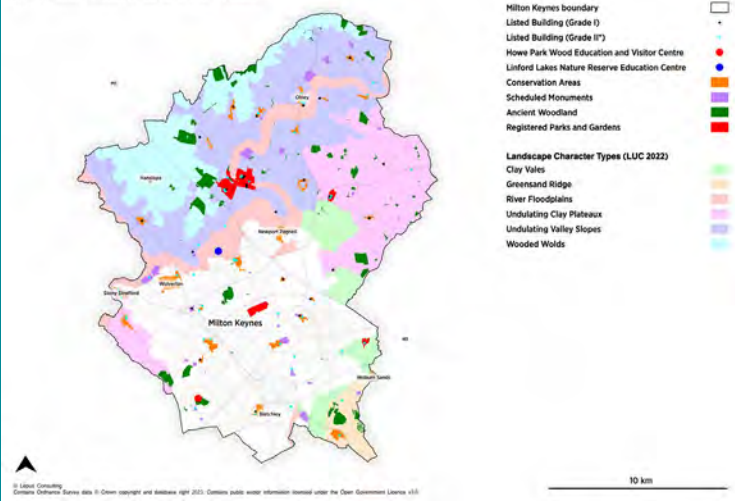 Milton Keynes boundary
Listed Building (Grade I)
Listed Building (Grade II*)
Howe Park Wood Education and Visitor Centre
Linford Lakes Nature Reserve Education Centre
Conservation Areas
Scheduled Monuments
Ancient Woodland
Registered Parks and Gardens
Landscape Character Types (LUC 2022)
Clay Vales
Greensand Ridge
River Floodplains
Undulating Clay Plateaux
Undulating Valley Slopes
Wooded Wolds
Olney
Hanslope
Newport Pagnell
Wolverton
Stony Stratford
Milton Keynes
Woburn Sands
Bletchley
© Lepus Consulting
Contains Ordnance Survey data © Crown copyright and database right 2023. Contains public sector information licensed under the Open Government Licence v3.0.
10 km